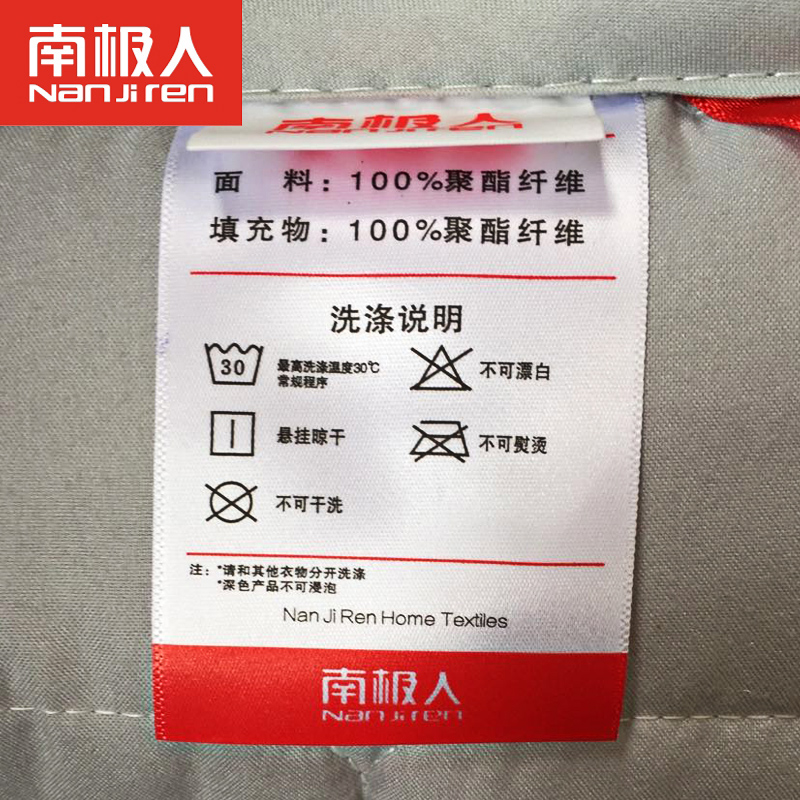 南极人
NanJiren
南极人
面 料：100%聚酯纤维
填充物：100%聚酯纤维
洗涤说明
30
最高洗涤温度30℃
常规程序
不可漂白
悬挂晾干
不可熨烫
不可干洗
注：*请和其他衣物分开洗涤
*深色产品不可浸泡
Nan Ji Ren Home Textiles
南极人
NanJiren